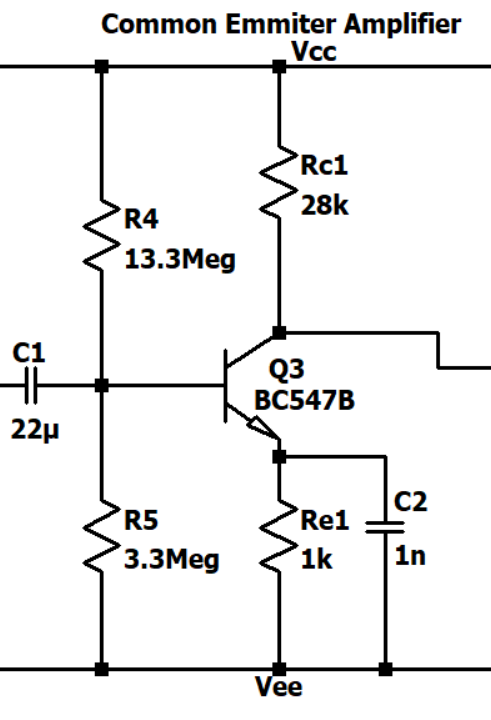 Common Emmiter Amplifier
Vcc
Rc1
28k
R4
13.3Meg
C1
22µ
Q3
BC547B
R5
3.3Meg
Re1
1k
C2
1n
Vee